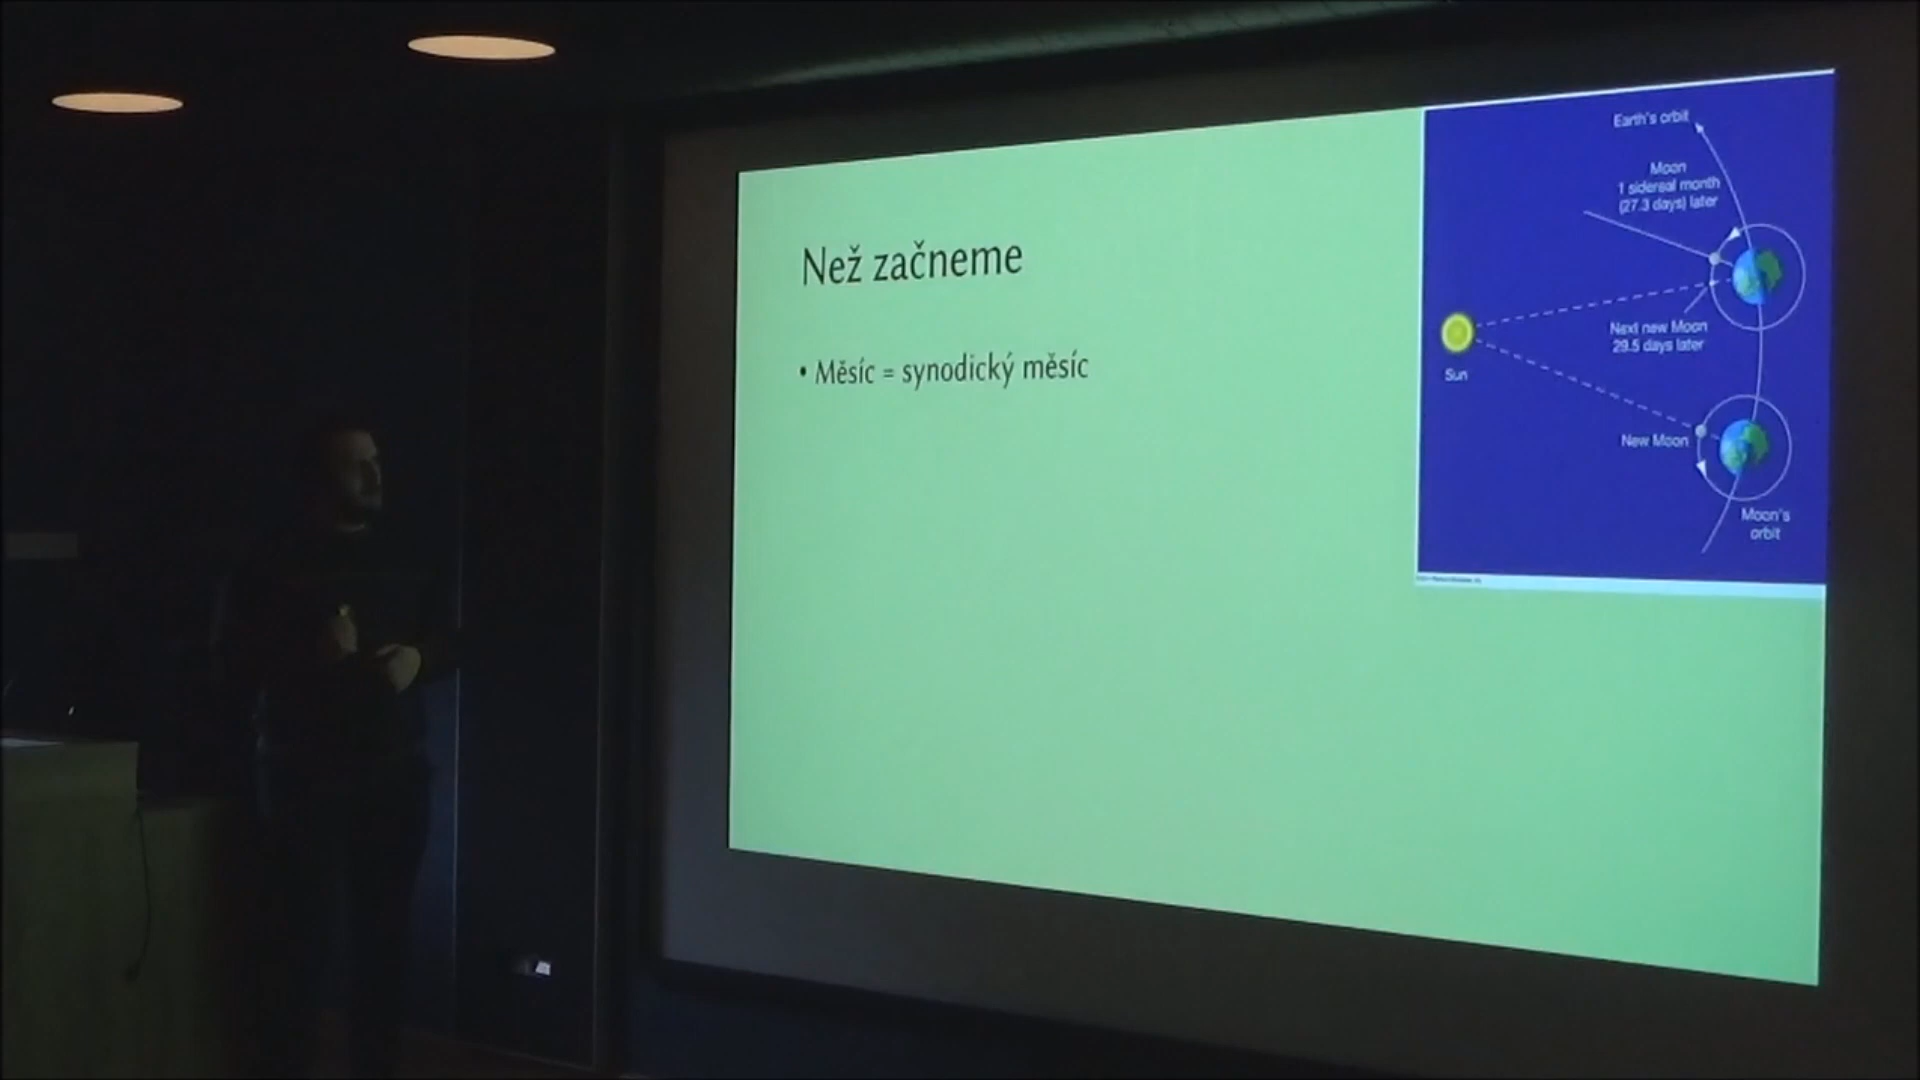 Než začneme
• Měsíc = synodický měsíc
Earth's orbit
Moon
1 sidereal month
(27.3 days) later
Next new Moon
29.5 days later
Sun
New Moon
Moon's
orbit